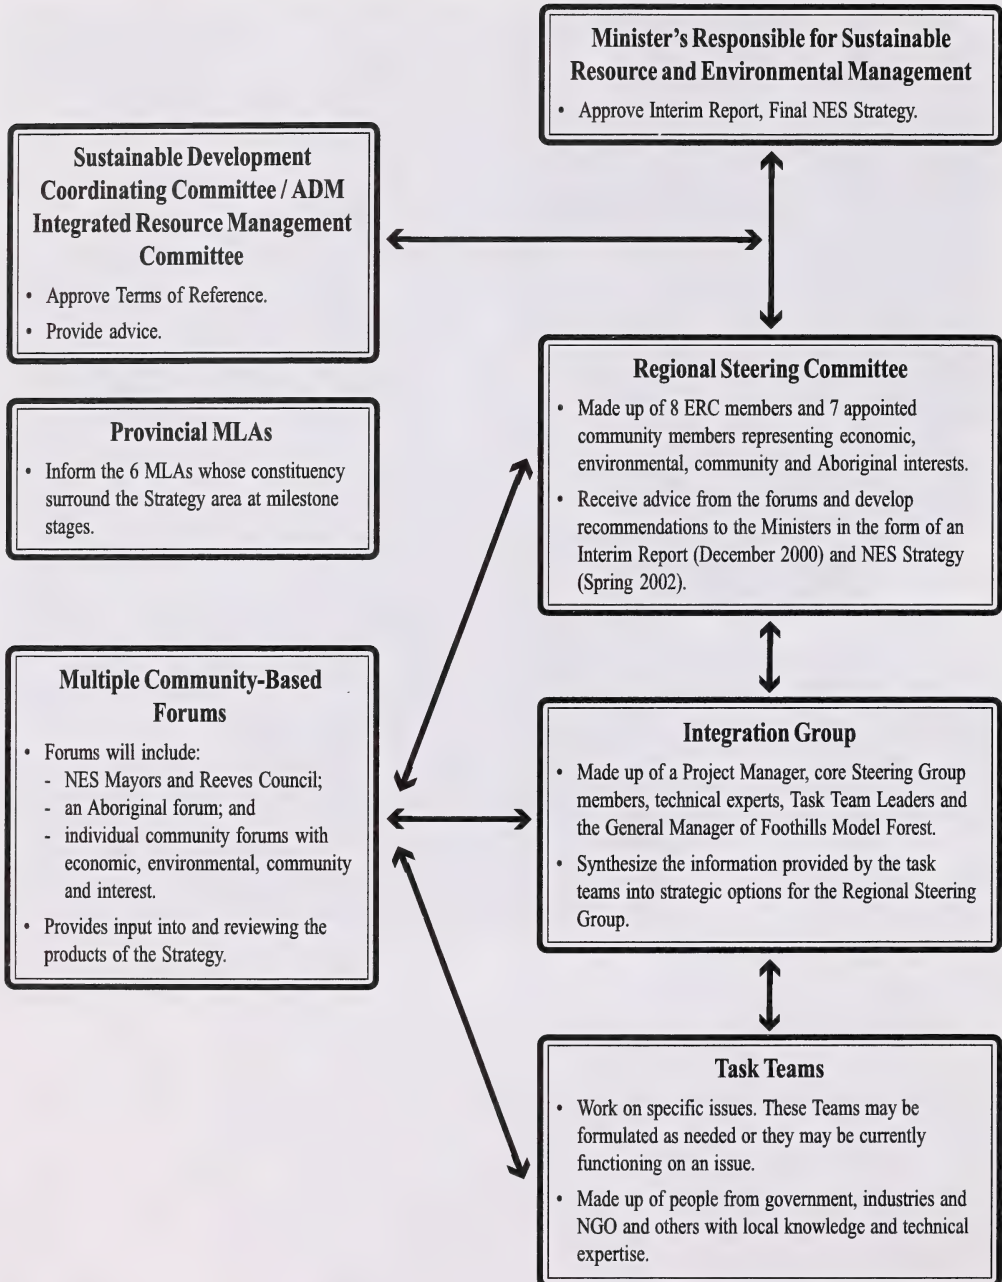 Minister's Responsible for Sustainable
Resource and Environmental Management
• Approve Interim Report, Final NES Strategy.
Sustainable Development
Coordinating Committee / ADM
Integrated Resource Management
Committee
• Approve Terms of Reference.
• Provide advice.
Provincial MLAs
• Inform the 6 MLAs whose constituency
surround the Strategy area at milestone
stages.
Regional Steering Committee
• Made up of 8 ERC members and 7 appointed
community members representing economic,
environmental, community and Aboriginal interests.
• Receive advice from the forums and develop
recommendations to the Ministers in the form of an
Interim Report (December 2000) and NES Strategy
(Spring 2002).
Multiple Community-Based
Forums
• Forums will include:
- NES Mayors and Reeves Council;
- an Aboriginal forum; and
- individual community forums with
economic, environmental, community
and interest.
• Provides input into and reviewing the
products of the Strategy.
Integration Group
• Made up of a Project Manager, core Steering Group
members, technical experts, Task Team Leaders and
the General Manager of Foothills Model Forest.
• Synthesize the information provided by the task
teams into strategic options for the Regional Steering
Group.
Task Teams
• Work on specific issues. These Teams may be
formulated as needed or they may be currently
functioning on an issue.
• Made up of people from government, industries and
NGO and others with local knowledge and technical
expertise.